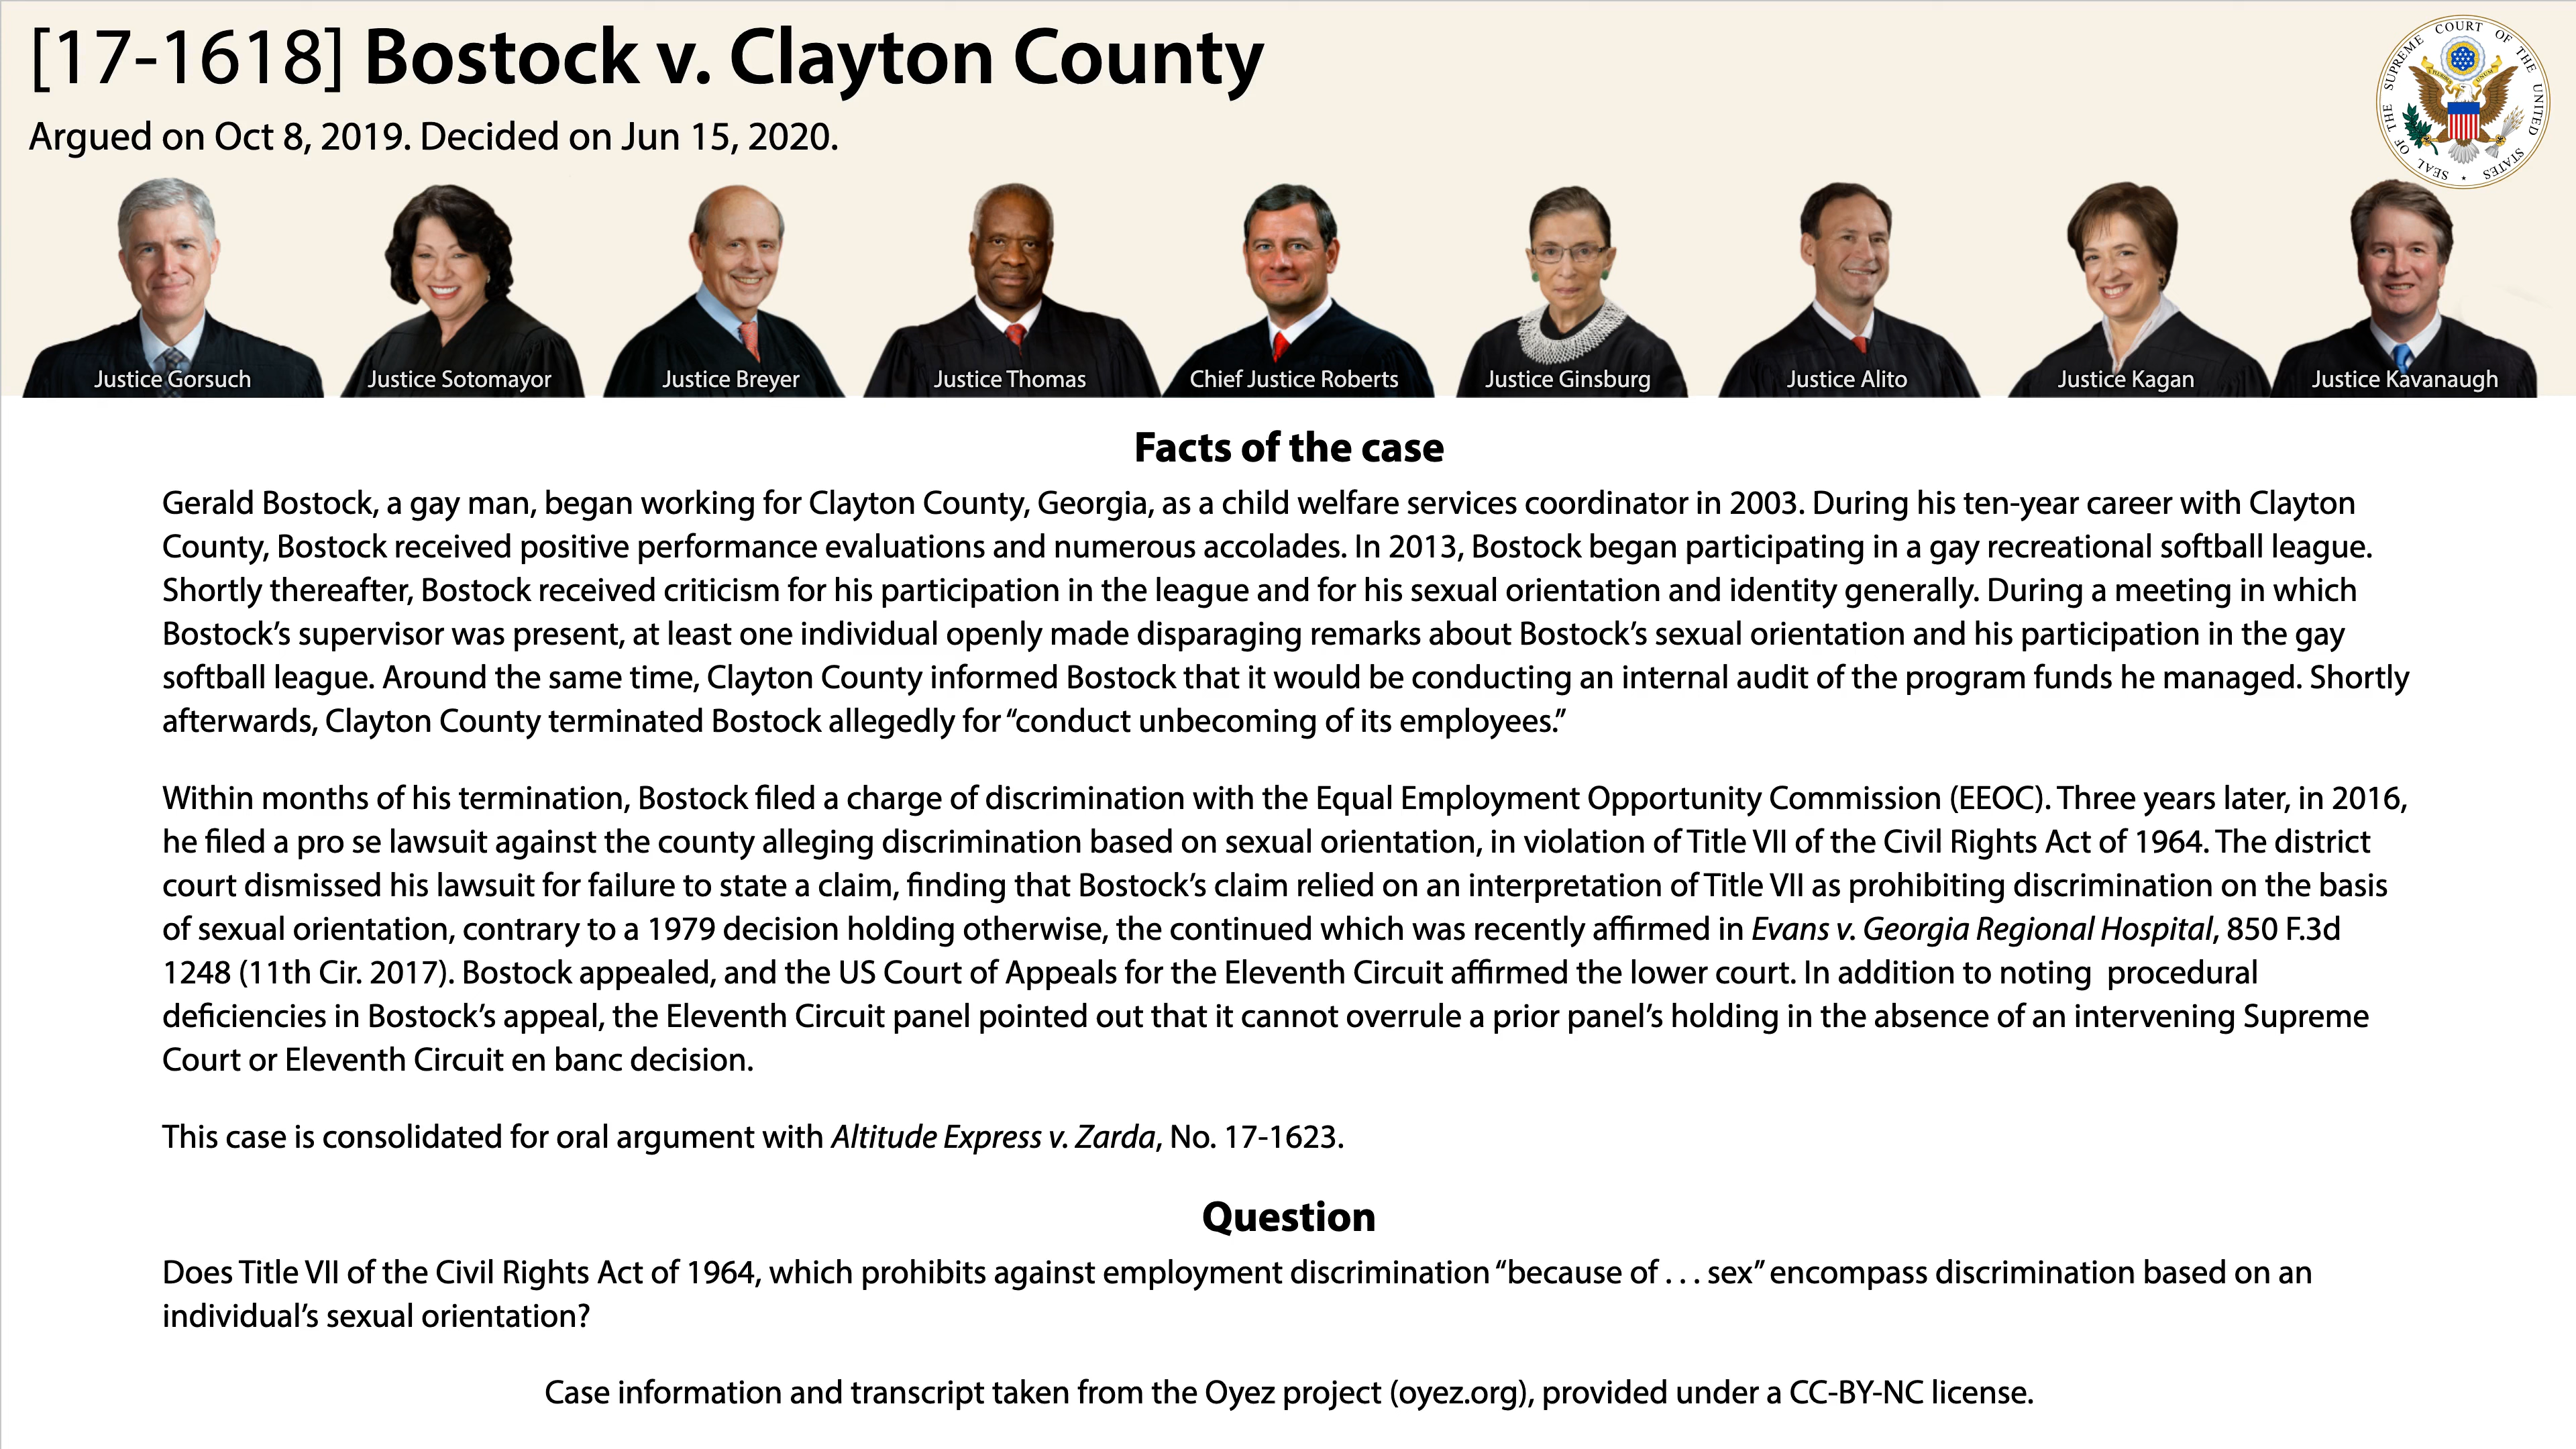 [17-1618] Bostock v. Clayton County
Argued on Oct 8, 2019. Decided on Jun 15, 2020.
SEAL OF THE SUPREME COURT OF THE UNITED STATES
Justice Gorsuch
Justice Sotomayor
Justice Breyer
Justice Thomas
Chief Justice Roberts
Justice Ginsburg
Justice Alito
Justice Kagan
Justice Kavanaugh
Facts of the case
Gerald Bostock, a gay man, began working for Clayton County, Georgia, as a child welfare services coordinator in 2003. During his ten-year career with Clayton
County, Bostock received positive performance evaluations and numerous accolades. In 2013, Bostock began participating in a gay recreational softball league.
Shortly thereafter, Bostock received criticism for his participation in the league and for his sexual orientation and identity generally. During a meeting in which
Bostock’s supervisor was present, at least one individual openly made disparaging remarks about Bostock’s sexual orientation and his participation in the gay
softball league. Around the same time, Clayton County informed Bostock that it would be conducting an internal audit of the program funds he managed. Shortly
afterwards, Clayton County terminated Bostock allegedly for “conduct unbecoming of its employees.”
Within months of his termination, Bostock filed a charge of discrimination with the Equal Employment Opportunity Commission (EEOC). Three years later, in 2016,
he filed a pro se lawsuit against the county alleging discrimination based on sexual orientation, in violation of Title VII of the Civil Rights Act of 1964. The district
court dismissed his lawsuit for failure to state a claim, finding that Bostock’s claim relied on an interpretation of Title VII as prohibiting discrimination on the basis
of sexual orientation, contrary to a 1979 decision holding otherwise, the continued which was recently affirmed in Evans v. Georgia Regional Hospital, 850 F.3d
1248 (11th Cir. 2017). Bostock appealed, and the US Court of Appeals for the Eleventh Circuit affirmed the lower court. In addition to noting  procedural
deficiencies in Bostock’s appeal, the Eleventh Circuit panel pointed out that it cannot overrule a prior panel’s holding in the absence of an intervening Supreme
Court or Eleventh Circuit en banc decision.
This case is consolidated for oral argument with Altitude Express v. Zarda, No. 17-1623.
Question
Does Title VII of the Civil Rights Act of 1964, which prohibits against employment discrimination “because of . . . sex” encompass discrimination based on an
individual’s sexual orientation?
Case information and transcript taken from the Oyez project (oyez.org), provided under a CC-BY-NC license.